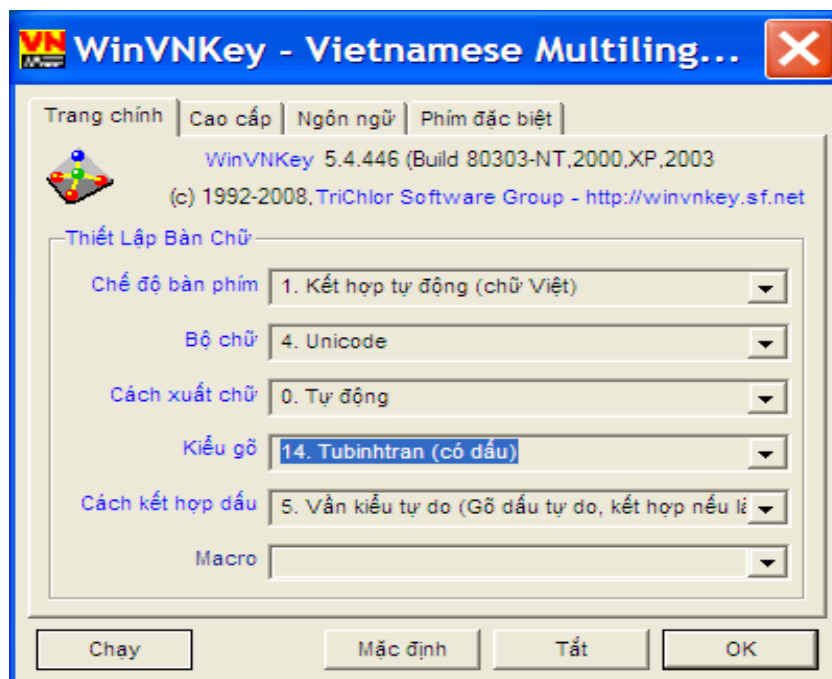 WinVNKey - Vietnamese Multiling...
Trang chính Cao cấp Ngôn ngữ Phím đặc biệt
WinVNKey 5.4.446 (Build 80303-NT,2000,XP,2003
(c) 1992-2008, TriChlor Software Group - http://winvnkey.sf.net
Thiết Lập Bàn Chữ
Chế độ bàn phím 1. Kết hợp tự động (chữ Việt)
Bộ chữ 4. Unicode
Cách xuất chữ 0. Tự động
Kiểu gõ 14. Tubinhtran (có dấu)
Cách kết hợp dấu 5. Vần kiểu tự do (Gõ dấu tự do, kết hợp nếu
Macro
Chạy Mặc định Tắt OK